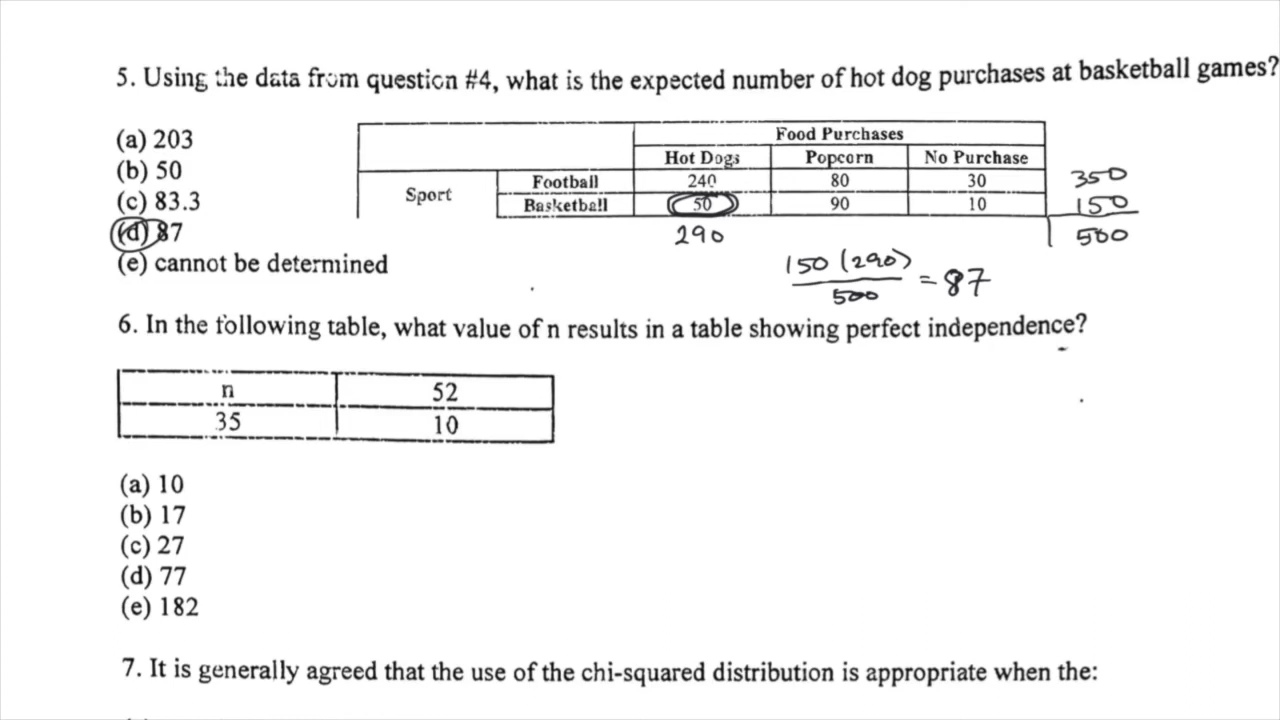 5. Using the data from question #4, what is the expected number of hot dog purchases at basketball games?
(a) 203
(b) 50
(c) 83.3
(d) 87
(e) cannot be determined
Food Purchases
Hot Dogs Popcorn No Purchase
Sport Football 240 80 30 350
Basketball 50 90 10 150
290 500
150 (290)
500
= 87
6. In the following table, what value of n results in a table showing perfect independence?
n 52
35 10
(a) 10
(b) 17
(c) 27
(d) 77
(e) 182
7. It is generally agreed that the use of the chi-squared distribution is appropriate when the: